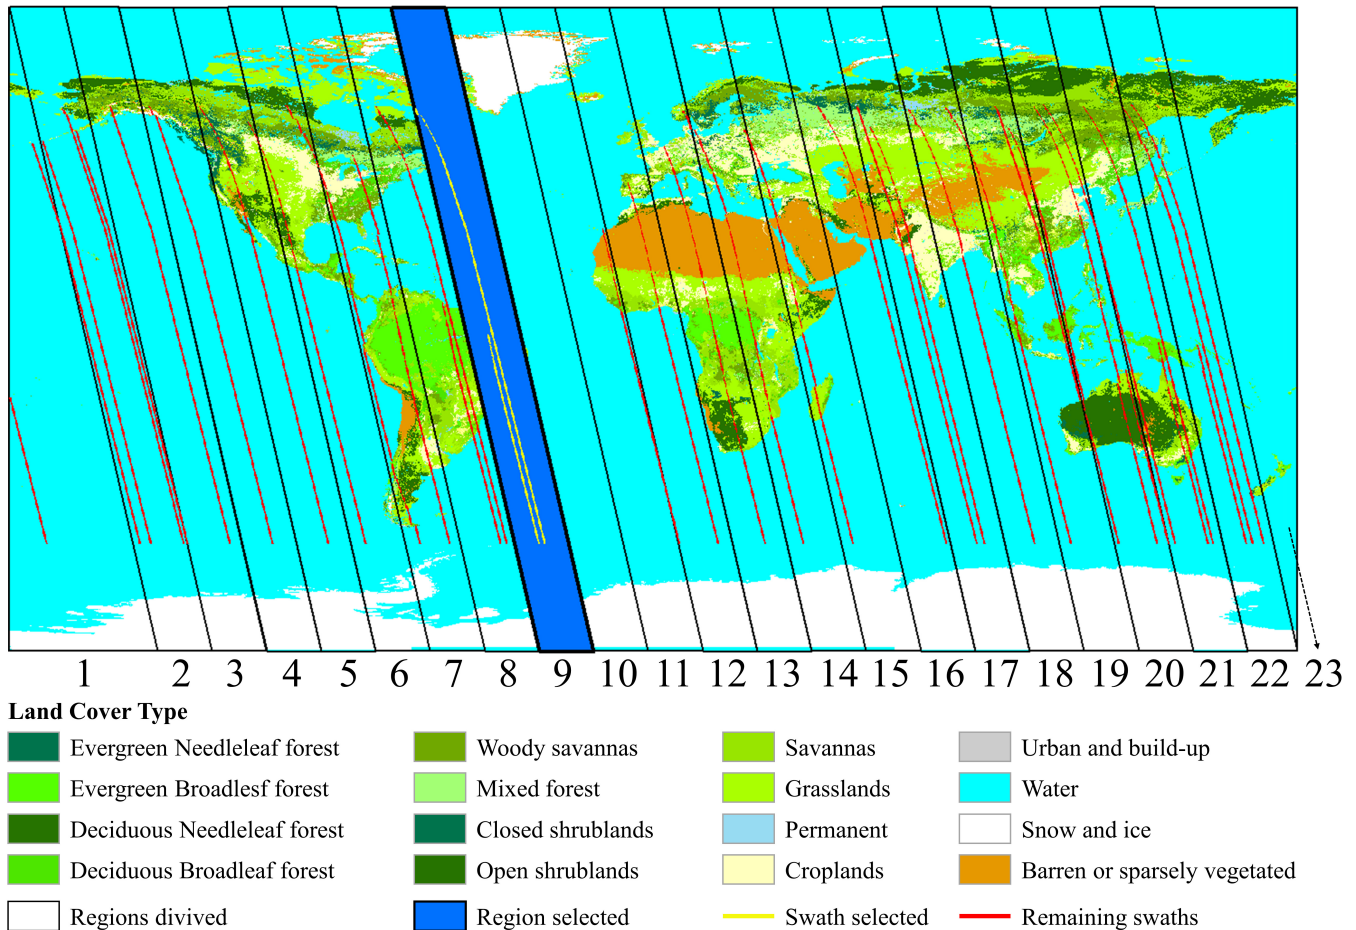 1 2 3 4 5 6 7 8 9 10 11 12 13 14 15 16 17 18 19 20 21 22 23
Land Cover Type
Evergreen Needleleaf forest Woody savannas Savannas Urban and build-up
Evergreen Broadlesf forest Mixed forest Grasslands Water
Deciduous Needleleaf forest Closed shrublands Permanent Snow and ice
Deciduous Broadleaf forest Open shrublands Croplands Barren or sparsely vegetated
Regions divived Region selected Swath selected Remaining swaths